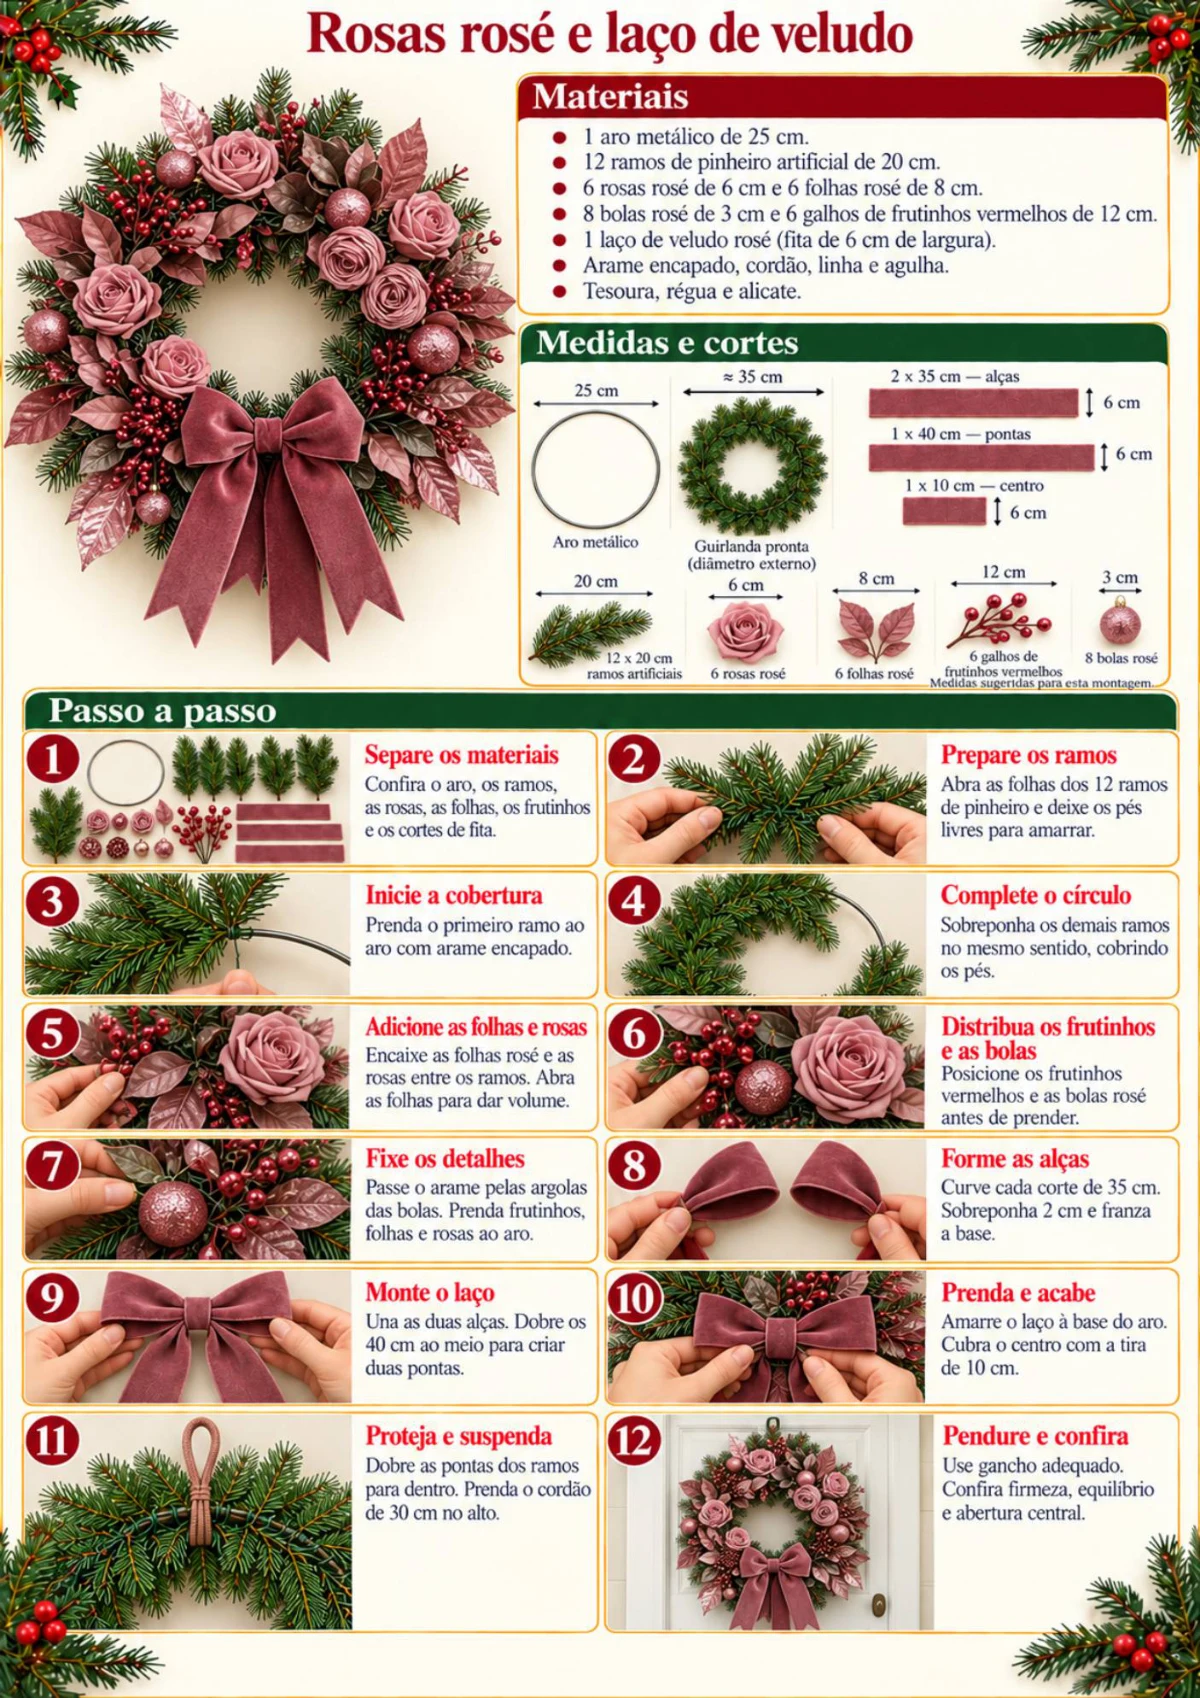 Rosas rosé e laço de veludo
Materiais
● 1 aro metálico de 25 cm.
● 12 ramos de pinheiro artificial de 20 cm.
● 6 rosas rosé de 6 cm e 6 folhas rosé de 8 cm.
● 8 bolas rosé de 3 cm e 6 galhos de frutinhos vermelhos de 12 cm.
● 1 laço de veludo rosé (fita de 6 cm de largura).
● Arame encapado, cordão, linha e agulha.
● Tesoura, régua e alicate.
Medidas e cortes
25 cm
Aro metálico
≈ 35 cm
Guirlanda pronta
(diâmetro externo)
2 x 35 cm — alças
6 cm
1 x 40 cm — pontas
6 cm
1 x 10 cm — centro
6 cm
20 cm
12 x 20 cm
ramos artificiais
6 cm
6 rosas rosé
8 cm
6 folhas rosé
12 cm
6 galhos de
frutinhos vermelhos
3 cm
8 bolas rosé
Medidas sugeridas para esta montagem.
Passo a passo
1
Separe os materiais
Confira o aro, os ramos,
as rosas, as folhas, os frutinhos
e os cortes de fita.
2
Prepare os ramos
Abra as folhas dos 12 ramos
de pinheiro e deixe os pés
livres para amarrar.
3
Inicie a cobertura
Prenda o primeiro ramo ao
aro com arame encapado.
4
Complete o círculo
Sobreponha os demais ramos
no mesmo sentido, cobrindo
os pés.
5
Adicione as folhas e rosas
Encaixe as folhas rosé e as
rosas entre os ramos. Abra
as folhas para dar volume.
6
Distribua os frutinhos
e as bolas
Posicione os frutinhos
vermelhos e as bolas rosé
antes de prender.
7
Fixe os detalhes
Passe o arame pelas argolas
das bolas. Prenda frutinhos,
folhas e rosas ao aro.
8
Forme as alças
Curve cada corte de 35 cm.
Sobreponha 2 cm e franza
a base.
9
Monte o laço
Una as duas alças. Dobre os
40 cm ao meio para criar
duas pontas.
10
Prenda e acabe
Amarre o laço à base do aro.
Cubra o centro com a tira
de 10 cm.
11
Proteja e suspenda
Dobre as pontas dos ramos
para dentro. Prenda o cordão
de 30 cm no alto.
12
Pendure e confira
Use gancho adequado.
Confira firmeza, equilíbrio
e abertura central.